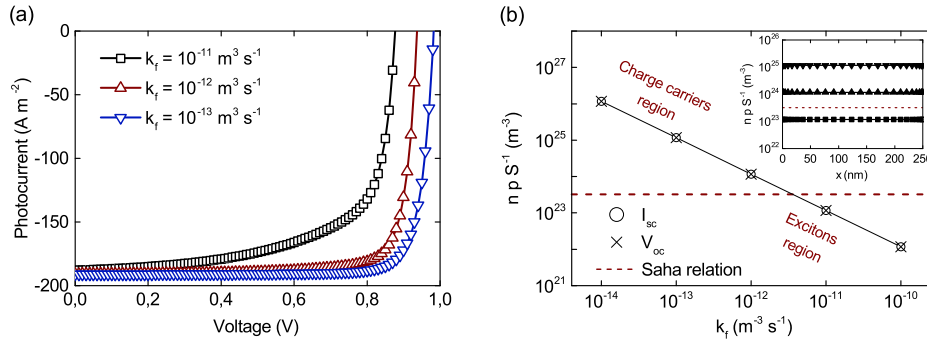 (a)
0
-50
-100
-150
-200
Photocurrent (A m⁻²)
k_f = 10⁻¹¹ m³ s⁻¹
k_f = 10⁻¹² m³ s⁻¹
k_f = 10⁻¹³ m³ s⁻¹
0,0 0,2 0,4 0,6 0,8 1,0
Voltage (V)
(b)
10²⁷
10²⁵
10²³
10²¹
n p S⁻¹ (m⁻³)
Charge carriers
region
Excitons
region
I_sc
V_oc
Saha relation
10⁻¹⁴ 10⁻¹³ 10⁻¹² 10⁻¹¹ 10⁻¹⁰
k_f (m⁻³ s⁻¹)
10²⁶
10²⁵
10²⁴
10²³
10²²
n p S⁻¹ (m⁻³)
0 50 100 150 200 250
x (nm)